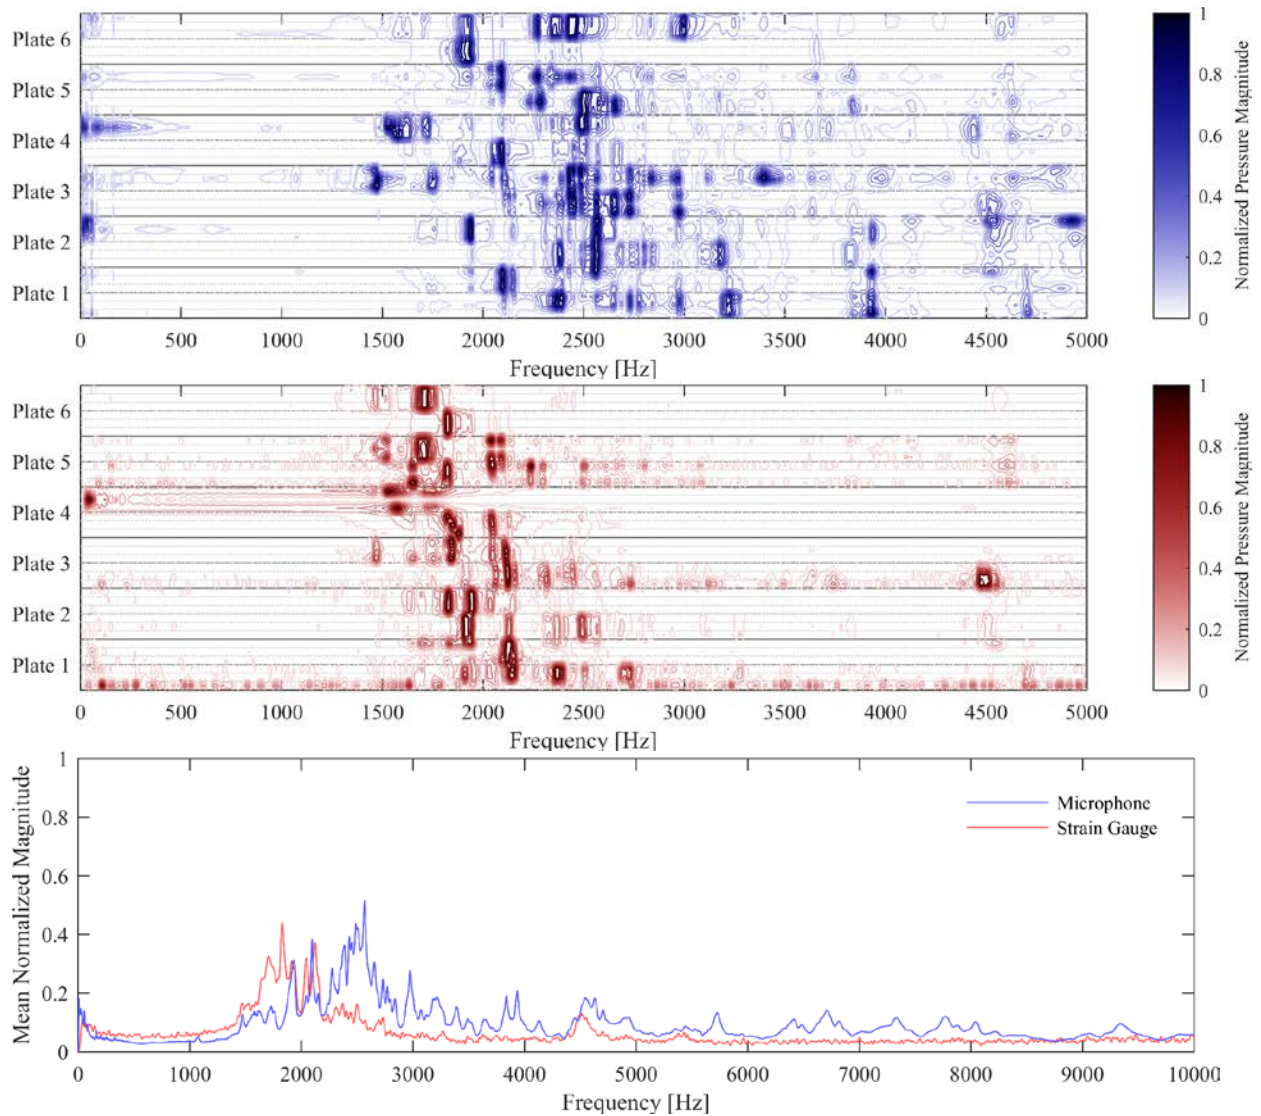 Plate 6
Plate 5
Plate 4
Plate 3
Plate 2
Plate 1
0 500 1000 1500 2000 2500 3000 3500 4000 4500 5000
Frequency [Hz]
1
0.8
0.6
0.4
0.2
0
Normalized Pressure Magnitude
Plate 6
Plate 5
Plate 4
Plate 3
Plate 2
Plate 1
0 500 1000 1500 2000 2500 3000 3500 4000 4500 5000
Frequency [Hz]
1
0.8
0.6
0.4
0.2
0
Normalized Pressure Magnitude
Mean Normalized Magnitude
1
0.8
0.6
0.4
0.2
0
Microphone
Strain Gauge
0 1000 2000 3000 4000 5000 6000 7000 8000 9000 10000
Frequency [Hz]